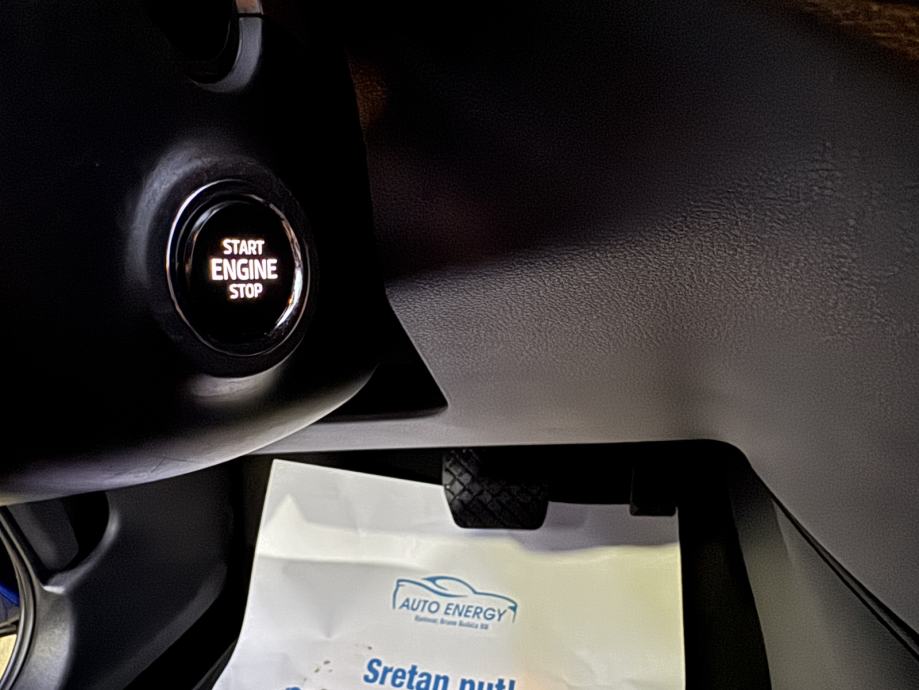 START
ENGINE
STOP
AUTO ENERGY
Sretan put!